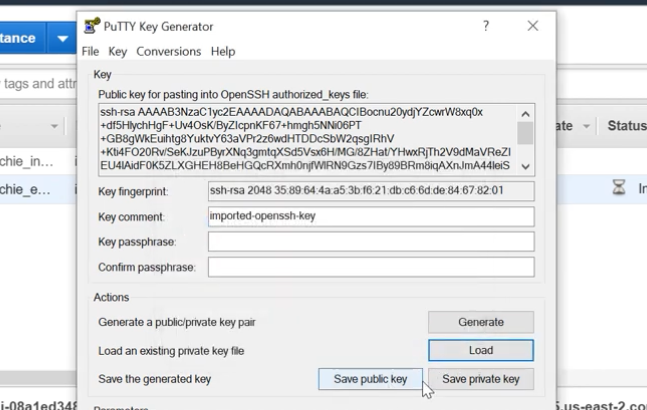 PuTTY Key Generator
tance
File Key Conversions Help
tags and attr
Key
Public key for pasting into OpenSSH authorized_keys file:
ssh-rsa AAAAB3NzaC1yc2EAAAADAQABAAABAQCIBocnu20ydjYZcwrW8xq0x
+df5HlychHgF+Uv4OsK/ByZIcpnKF67+hmgh5NNi06PT
+GB8gWkEuihtg8YuktvY63aVPr2z6wdHTDDcSbW2qsgIRhV
+Kti4FO20Rv/SeKJzuPByrXNq3gmtqXSd5Vsx6H/MG/8ZHat/YHwxRjTh2V9dMaVReZI
EU4lAidF0K5ZLXGHEH8BeHGQcRXmh0njfWlRN9Gzs7IBy89BRm8iqAXnJmA44leiS
ate
Status
chie_in...
chie_e...
In
Key fingerprint: ssh-rsa 2048 35:89:64:4a:a5:3b:f6:21:db:c6:6d:de:84:67:82:01
Key comment: imported-openssh-key
Key passphrase:
Confirm passphrase:
Actions
Generate a public/private key pair Generate
Load an existing private key file Load
Save the generated key Save public key Save private key
Parameters
i-08a1ed348
5.us-east-2.co